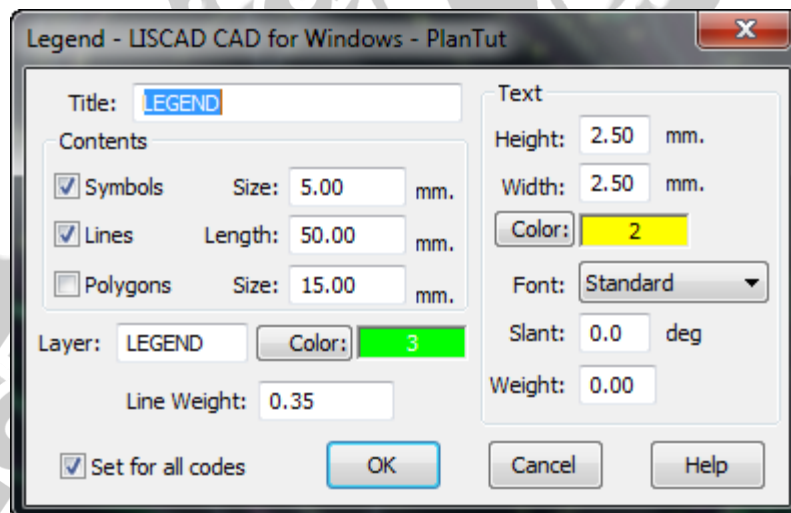 Legend - LISCAD CAD for Windows - PlanTut
Title: LEGEND
Contents
Symbols Size: 5.00 mm.
Lines Length: 50.00 mm.
Polygons Size: 15.00 mm.
Layer: LEGEND Color: 3
Line Weight: 0.35
Text
Height: 2.50 mm.
Width: 2.50 mm.
Color: 2
Font: Standard
Slant: 0.0 deg
Weight: 0.00
Set for all codes OK Cancel Help